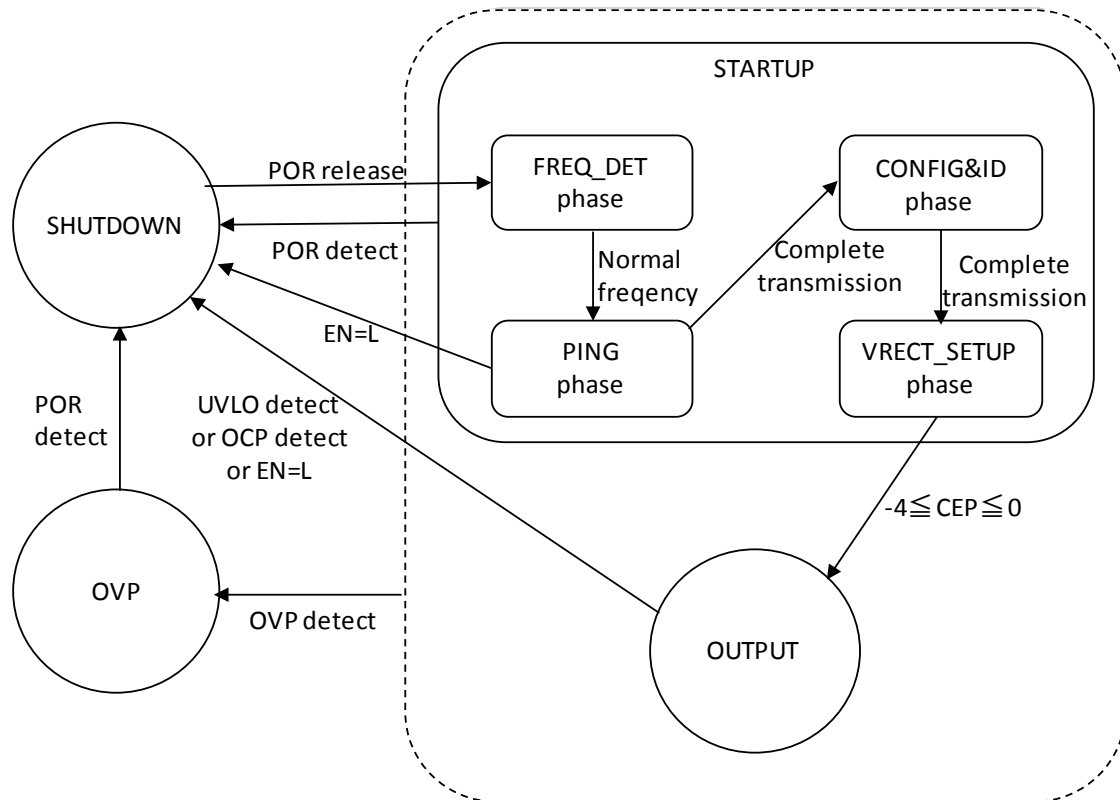 STARTUP
SHUTDOWN
POR release
POR detect
FREQ_DET
phase
Normal
freqency
PING
phase
EN=L
Complete
transmission
CONFIG&ID
phase
Complete
transmission
VRECT_SETUP
phase
UVLO detect
or OCP detect
or EN=L
-4≦CEP≦0
POR
detect
OVP
OVP detect
OUTPUT